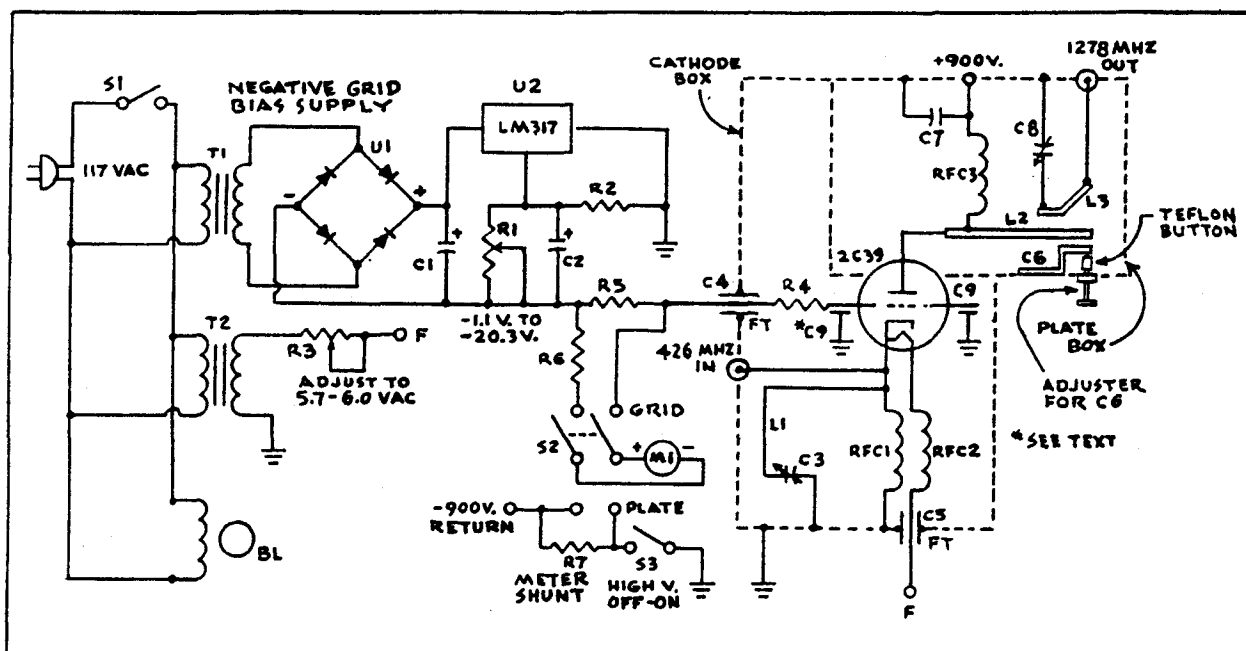 S1
117 VAC
T1
NEGATIVE GRID
BIAS SUPPLY
U1
-
+
U2
LM317
R1
+
C1
+
C2
R2
R5
-1.1 V. TO
-20.3 V.
T2
R3
F
ADJUST TO
5.7-6.0 VAC
BL
R6
GRID
S2
+
M1
-
-900V.
RETURN
PLATE
R7
S3
METER
SHUNT
HIGH V.
OFF-ON
CATHODE
BOX
+900V.
1278 MHZ
OUT
C7
C8
RFC3
L3
L2
TEFLON
BUTTON
2C39
C6
C4
R4
C9
FT
*C9
426 MHZ
IN
PLATE
BOX
ADJUSTER
FOR C6
*SEE TEXT
L1
RFC1
RFC2
C3
C5
FT
F